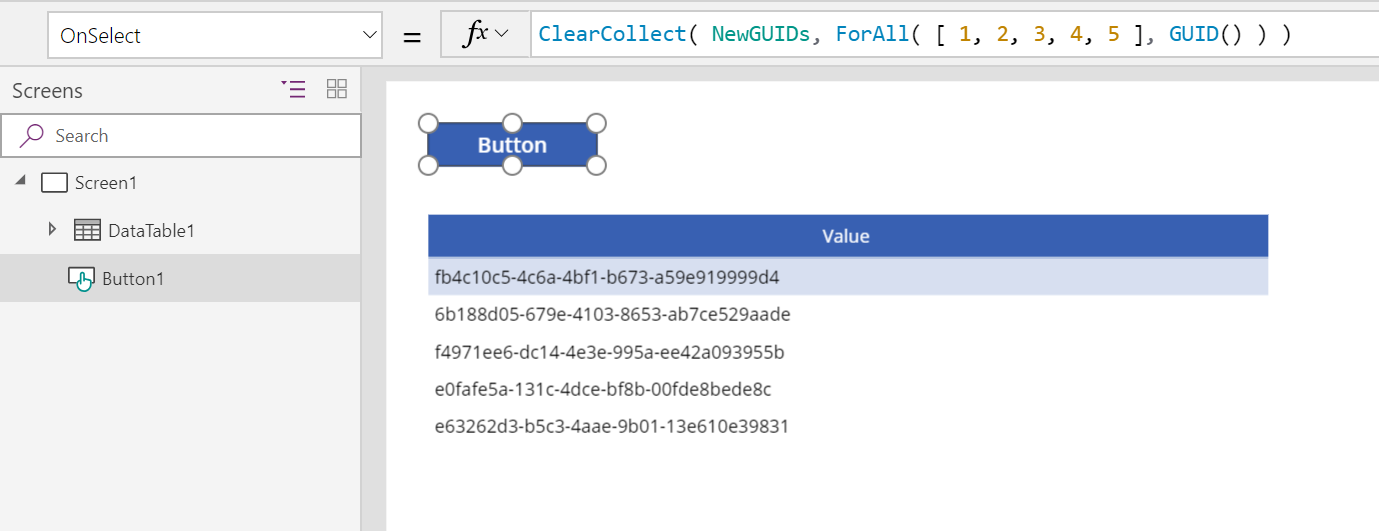 OnSelect = fx ClearCollect( NewGUIDs, ForAll( [ 1, 2, 3, 4, 5 ], GUID() ) )
Screens
Search
Screen1
DataTable1
Button1
Button
Value
fb4c10c5-4c6a-4bf1-b673-a59e919999d4
6b188d05-679e-4103-8653-ab7ce529aade
f4971ee6-dc14-4e3e-995a-ee42a093955b
e0fafe5a-131c-4dce-bf8b-00fde8bede8c
e63262d3-b5c3-4aae-9b01-13e610e39831